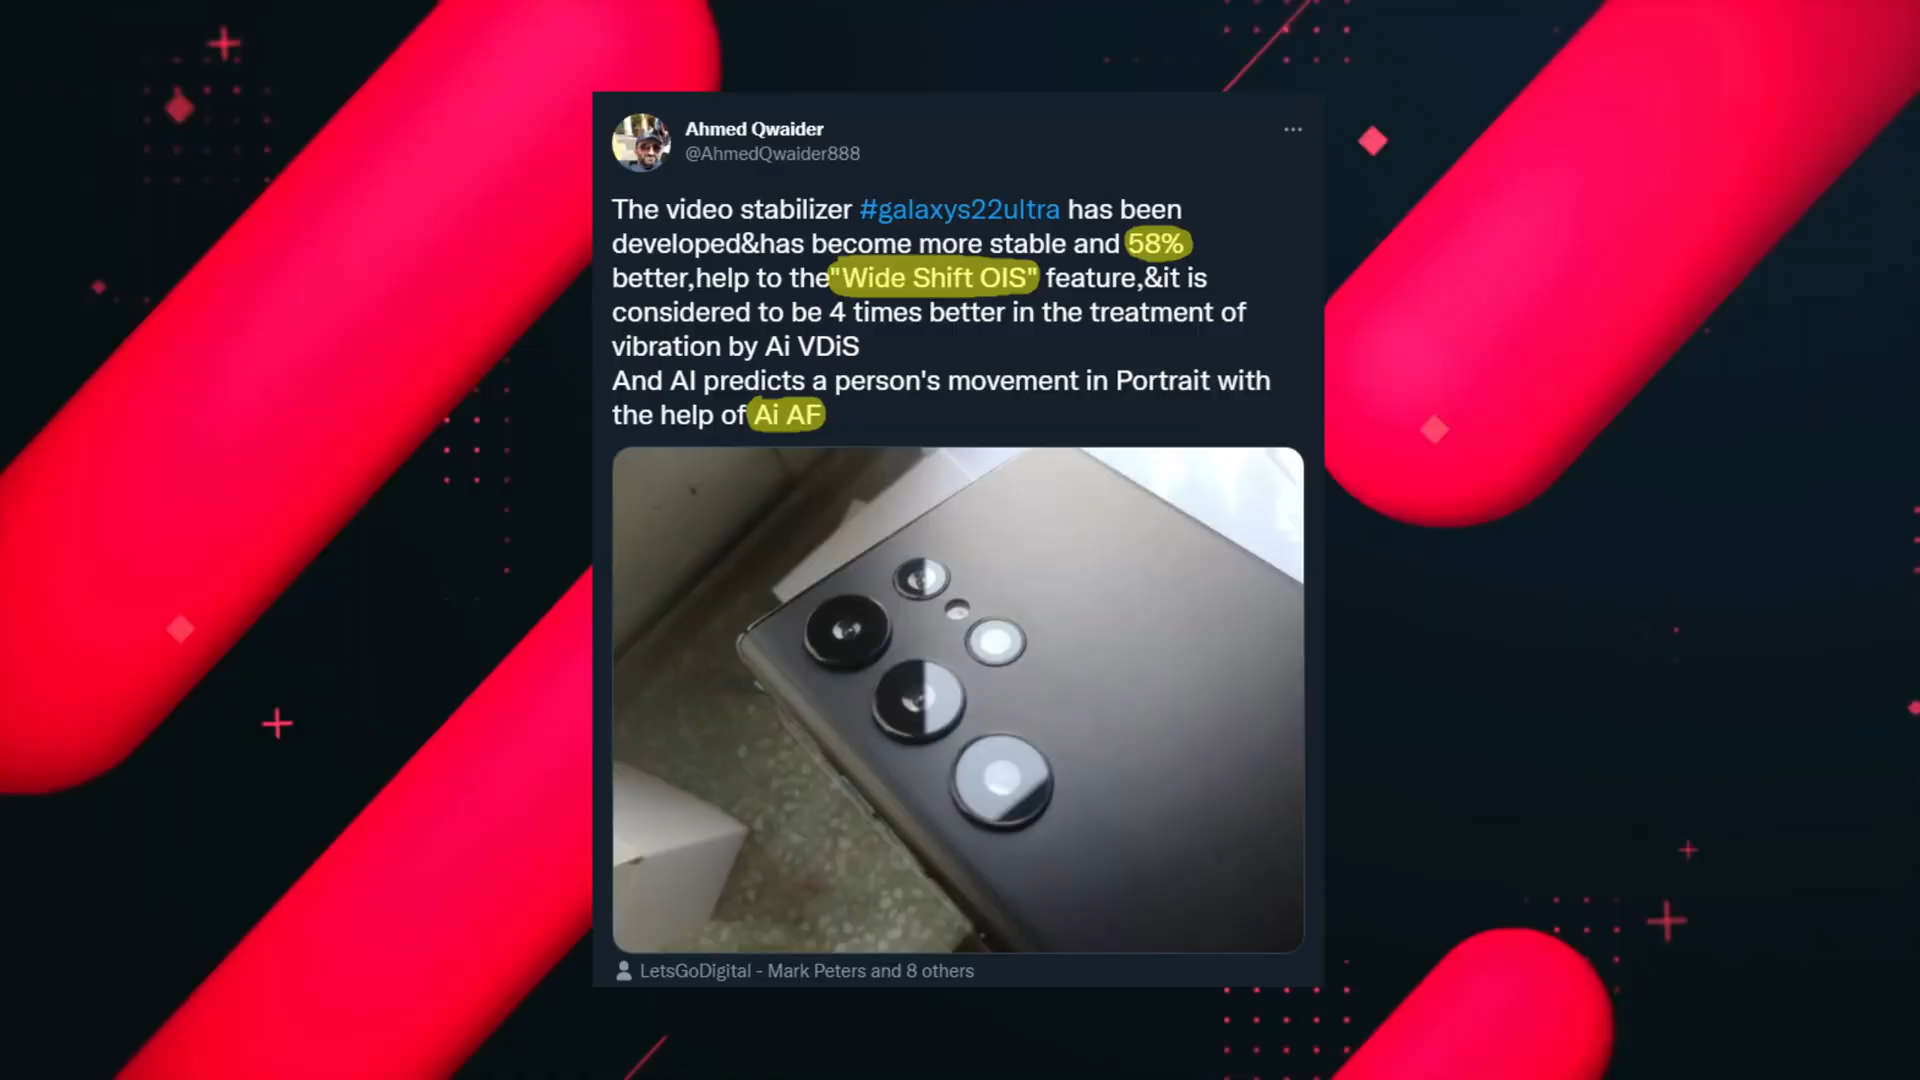 Ahmed Qwaider
@AhmedQwaider888
The video stabilizer #galaxys22ultra has been
developed&has become more stable and 58%
better,help to the"Wide Shift OIS" feature,&it is
considered to be 4 times better in the treatment of
vibration by Ai VDiS
And AI predicts a person's movement in Portrait with
the help of Ai AF
LetsGoDigital - Mark Peters and 8 others